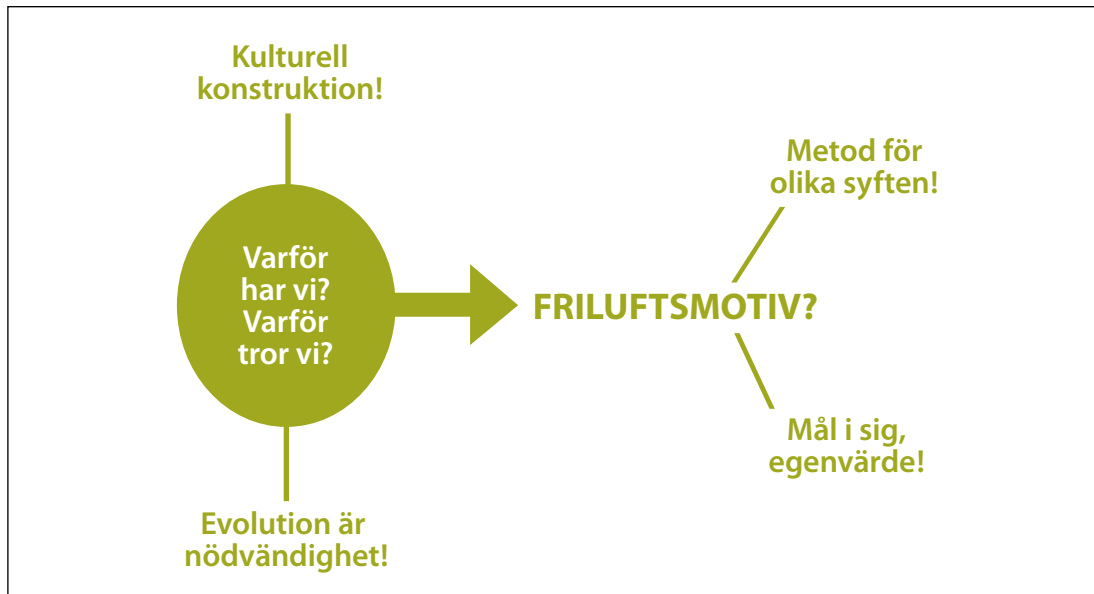 Kulturell
konstruktion!
Metod för
olika syften!
Varför
har vi?
Varför
tror vi?
FRILUFTSMOTIV?
Mål i sig,
egenvärde!
Evolution är
nödvändighet!